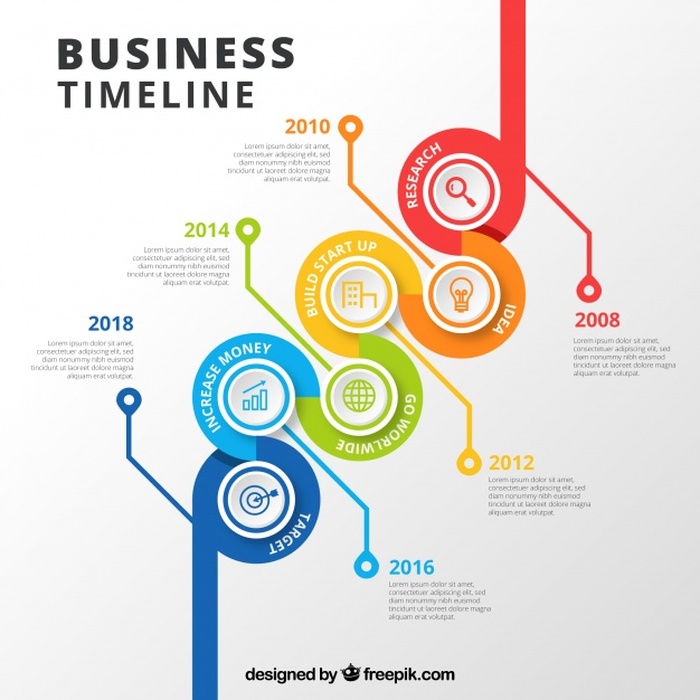 BUSINESS
TIMELINE
2010
Lorem ipsum dolor sit amet,
consectetuer adipiscing elit, sed
diam nonummy nibh euismod
tincidunt ut laoreet dolore magna
aliquam erat volutpat.
RESEARCH
2014
Lorem ipsum dolor sit amet,
consectetuer adipiscing elit, sed
diam nonummy nibh euismod
tincidunt ut laoreet dolore magna
aliquam erat volutpat.
BUILD START UP
IDEA
2008
Lorem ipsum dolor sit amet,
consectetuer adipiscing elit, sed
diam nonummy nibh euismod
tincidunt ut laoreet dolore magna
aliquam erat volutpat.
2018
Lorem ipsum dolor sit amet,
consectetuer adipiscing elit, sed
diam nonummy nibh euismod
tincidunt ut laoreet dolore magna
aliquam erat volutpat.
INCREASE MONEY
GO WORLWIDE
2012
Lorem ipsum dolor sit amet,
consectetuer adipiscing elit, sed
diam nonummy nibh euismod
tincidunt ut laoreet dolore magna
aliquam erat volutpat.
TARGET
2016
Lorem ipsum dolor sit amet,
consectetuer adipiscing elit, sed
diam nonummy nibh euismod
tincidunt ut laoreet dolore magna
aliquam erat volutpat.
designed by freepik.com